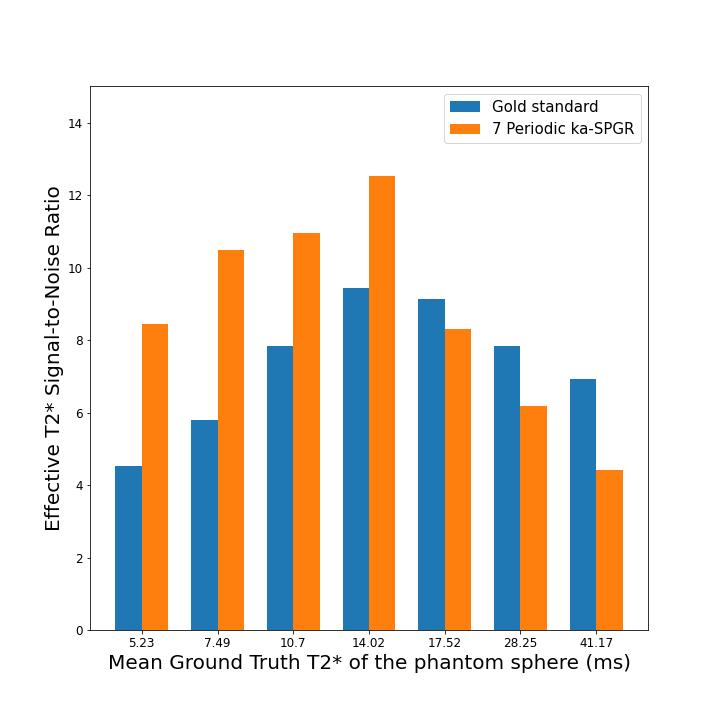 Gold standard
7 Periodic ka-SPGR
Effective T2* Signal-to-Noise Ratio
14
12
10
8
6
4
2
0
5.23 7.49 10.7 14.02 17.52 28.25 41.17
Mean Ground Truth T2* of the phantom sphere (ms)